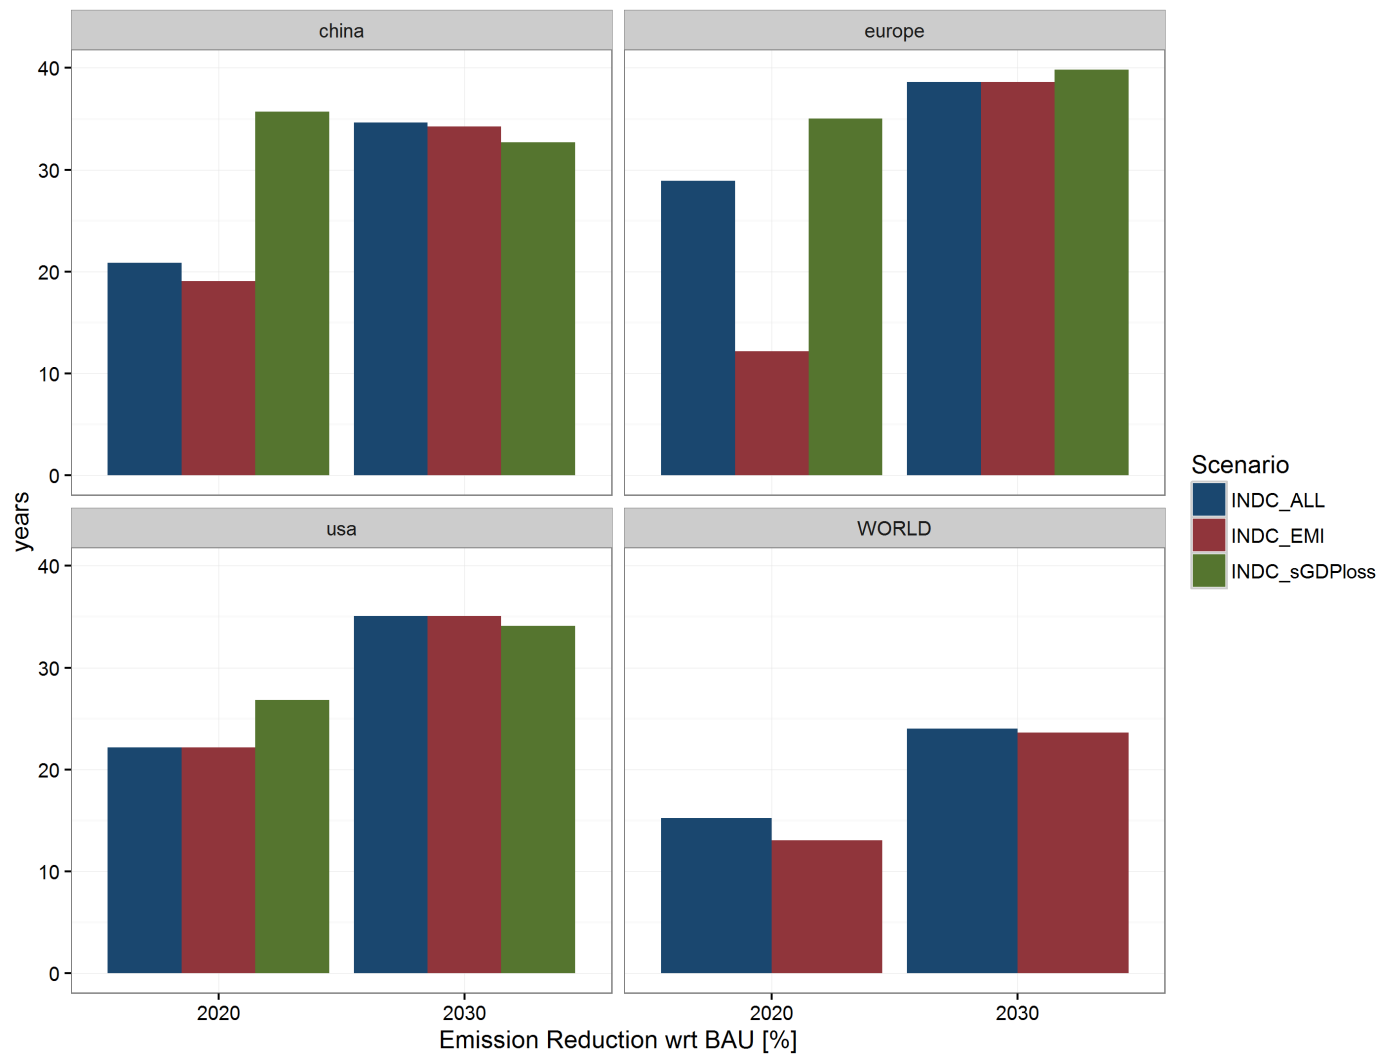 china
europe
40
30
20
10
0
usa
WORLD
40
30
20
10
0
years
2020
2030
2020
2030
Emission Reduction wrt BAU [%]
Scenario
INDC_ALL
INDC_EMI
INDC_sGDPloss